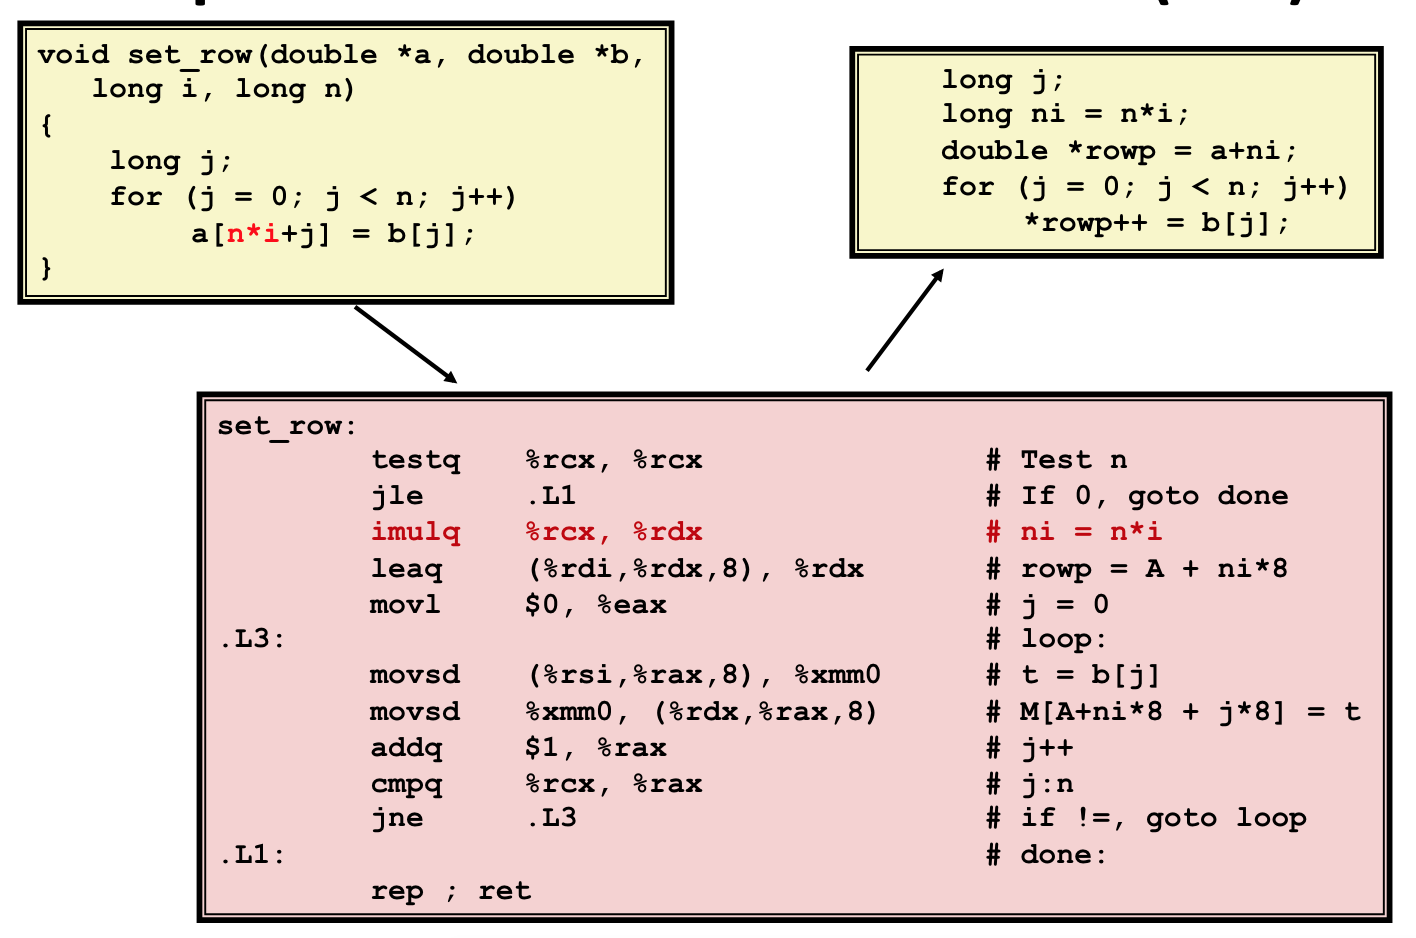 void set_row(double *a, double *b,
   long i, long n)
{
    long j;
    for (j = 0; j < n; j++)
        a[n*i+j] = b[j];
}
long j;
long ni = n*i;
double *rowp = a+ni;
for (j = 0; j < n; j++)
    *rowp++ = b[j];
set_row:
        testq   %rcx, %rcx              # Test n
        jle     .L1                     # If 0, goto done
        imulq   %rcx, %rdx              # ni = n*i
        leaq    (%rdi,%rdx,8), %rdx     # rowp = A + ni*8
        movl    $0, %eax                # j = 0
.L3:                                    # loop:
        movsd   (%rsi,%rax,8), %xmm0    # t = b[j]
        movsd   %xmm0, (%rdx,%rax,8)    # M[A+ni*8 + j*8] = t
        addq    $1, %rax                # j++
        cmpq    %rcx, %rax              # j:n
        jne     .L3                     # if !=, goto loop
.L1:                                    # done:
        rep ; ret